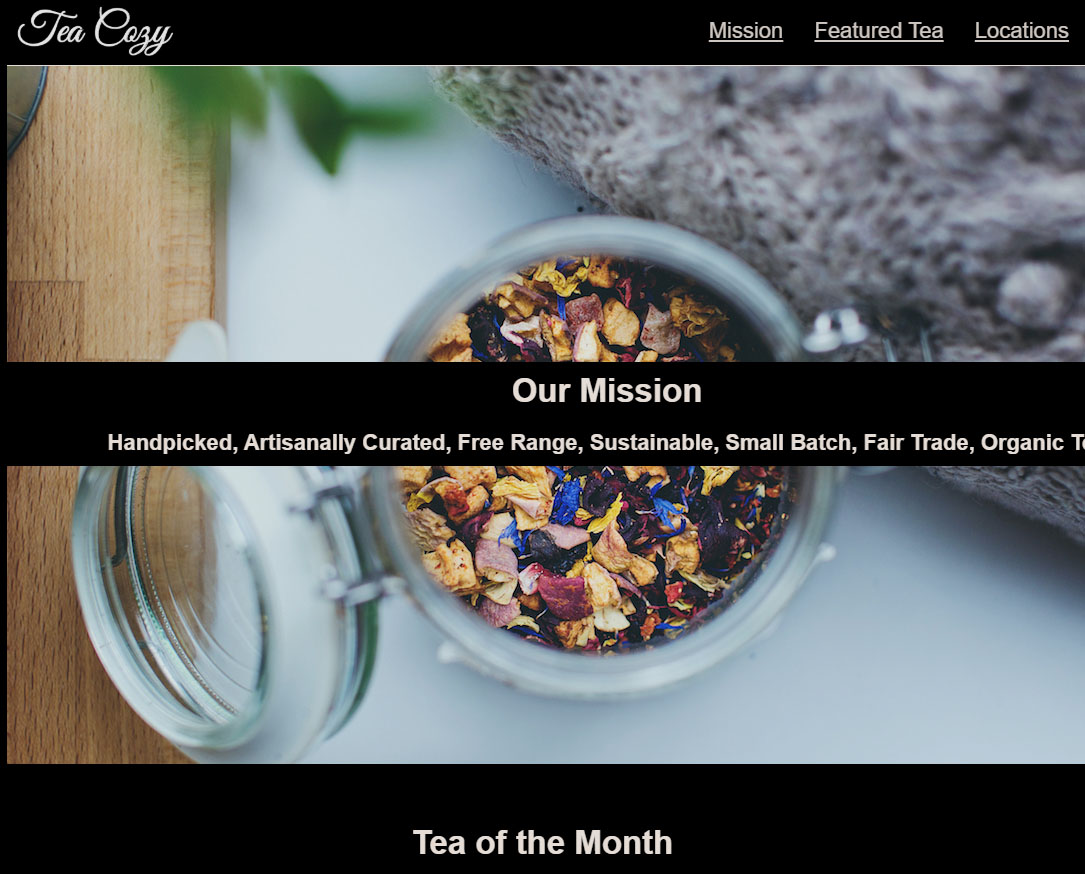 Tea Cozy
Mission Featured Tea Locations
Our Mission
Handpicked, Artisanally Curated, Free Range, Sustainable, Small Batch, Fair Trade, Organic
Tea of the Month